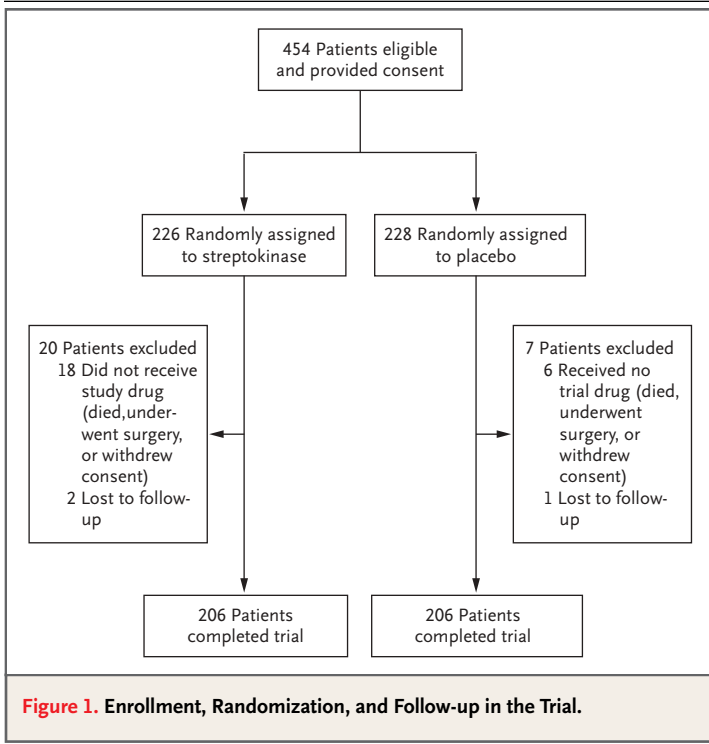 454 Patients eligible
and provided consent
226 Randomly assigned
to streptokinase
228 Randomly assigned
to placebo
20 Patients excluded
18 Did not receive
study drug
(died,under-
went surgery,
or withdrew
consent)
2 Lost to follow-
up
7 Patients excluded
6 Received no
trial drug (died,
underwent
surgery, or
withdrew
consent)
1 Lost to follow-
up
206 Patients
completed trial
206 Patients
completed trial
Figure 1. Enrollment, Randomization, and Follow-up in the Trial.